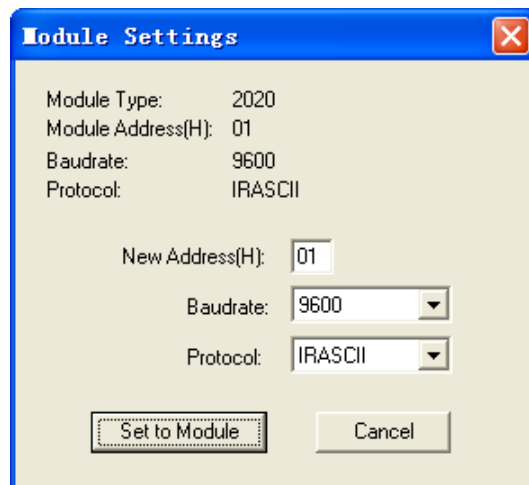 Module Settings
Module Type: 2020
Module Address(H): 01
Baudrate: 9600
Protocol: IRASCII
New Address(H): 01
Baudrate: 9600
Protocol: IRASCII
Set to Module Cancel